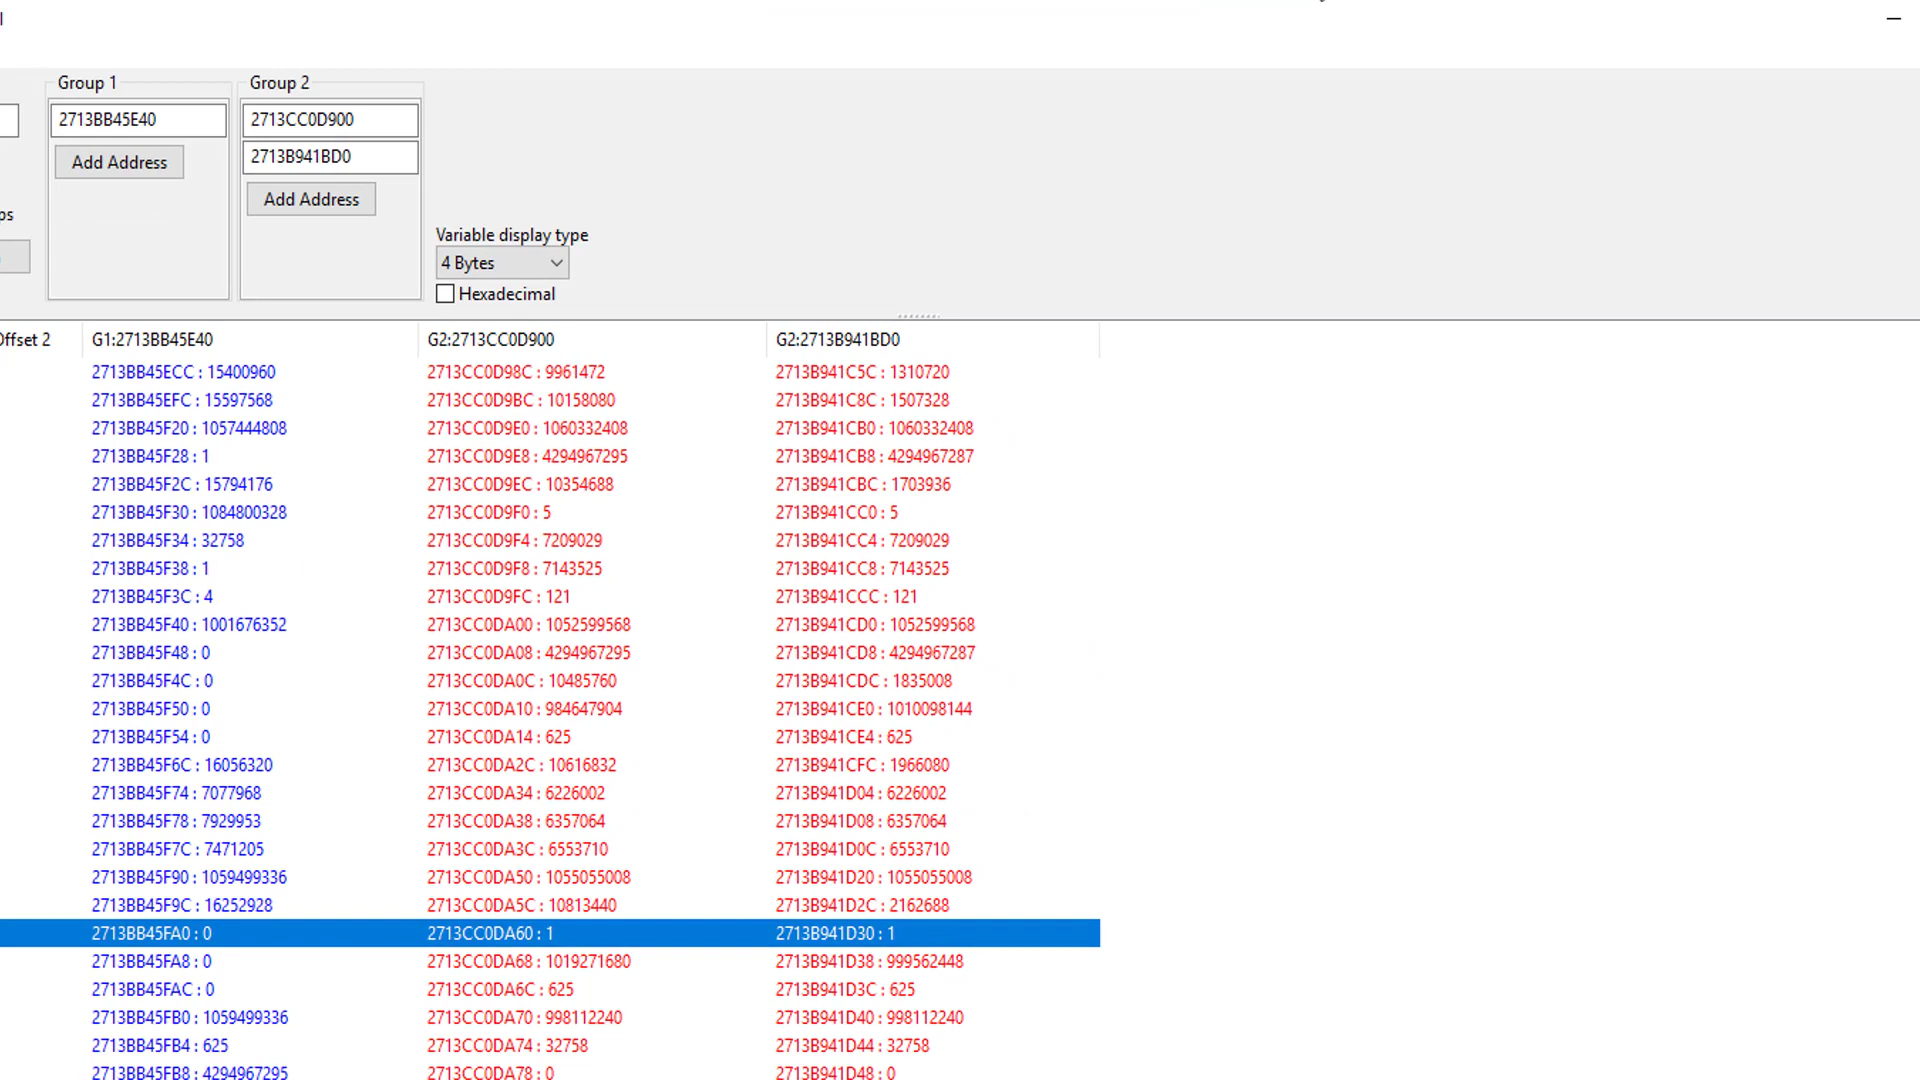 Group 1 Group 2
2713BB45E40 2713CC0D900
2713B941BD0
Add Address
Add Address
ps
Variable display type
4 Bytes
Hexadecimal
Offset 2 G1:2713BB45E40 G2:2713CC0D900 G2:2713B941BD0
2713BB45ECC : 15400960 2713CC0D98C : 9961472 2713B941C5C : 1310720
2713BB45EFC : 15597568 2713CC0D9BC : 10158080 2713B941C8C : 1507328
2713BB45F20 : 1057444808 2713CC0D9E0 : 1060332408 2713B941CB0 : 1060332408
2713BB45F28 : 1 2713CC0D9E8 : 4294967295 2713B941CB8 : 4294967287
2713BB45F2C : 15794176 2713CC0D9EC : 10354688 2713B941CBC : 1703936
2713BB45F30 : 1084800328 2713CC0D9F0 : 5 2713B941CC0 : 5
2713BB45F34 : 32758 2713CC0D9F4 : 7209029 2713B941CC4 : 7209029
2713BB45F38 : 1 2713CC0D9F8 : 7143525 2713B941CC8 : 7143525
2713BB45F3C : 4 2713CC0D9FC : 121 2713B941CCC : 121
2713BB45F40 : 1001676352 2713CC0DA00 : 1052599568 2713B941CD0 : 1052599568
2713BB45F48 : 0 2713CC0DA08 : 4294967295 2713B941CD8 : 4294967287
2713BB45F4C : 0 2713CC0DA0C : 10485760 2713B941CDC : 1835008
2713BB45F50 : 0 2713CC0DA10 : 984647904 2713B941CE0 : 1010098144
2713BB45F54 : 0 2713CC0DA14 : 625 2713B941CE4 : 625
2713BB45F6C : 16056320 2713CC0DA2C : 10616832 2713B941CFC : 1966080
2713BB45F74 : 7077968 2713CC0DA34 : 6226002 2713B941D04 : 6226002
2713BB45F78 : 7929953 2713CC0DA38 : 6357064 2713B941D08 : 6357064
2713BB45F7C : 7471205 2713CC0DA3C : 6553710 2713B941D0C : 6553710
2713BB45F90 : 1059499336 2713CC0DA50 : 1055055008 2713B941D20 : 1055055008
2713BB45F9C : 16252928 2713CC0DA5C : 10813440 2713B941D2C : 2162688
2713BB45FA0 : 0 2713CC0DA60 : 1 2713B941D30 : 1
2713BB45FA8 : 0 2713CC0DA68 : 1019271680 2713B941D38 : 999562448
2713BB45FAC : 0 2713CC0DA6C : 625 2713B941D3C : 625
2713BB45FB0 : 1059499336 2713CC0DA70 : 998112240 2713B941D40 : 998112240
2713BB45FB4 : 625 2713CC0DA74 : 32758 2713B941D44 : 32758
2713BB45FB8 : 4294967295 2713CC0DA78 : 0 2713B941D48 : 0